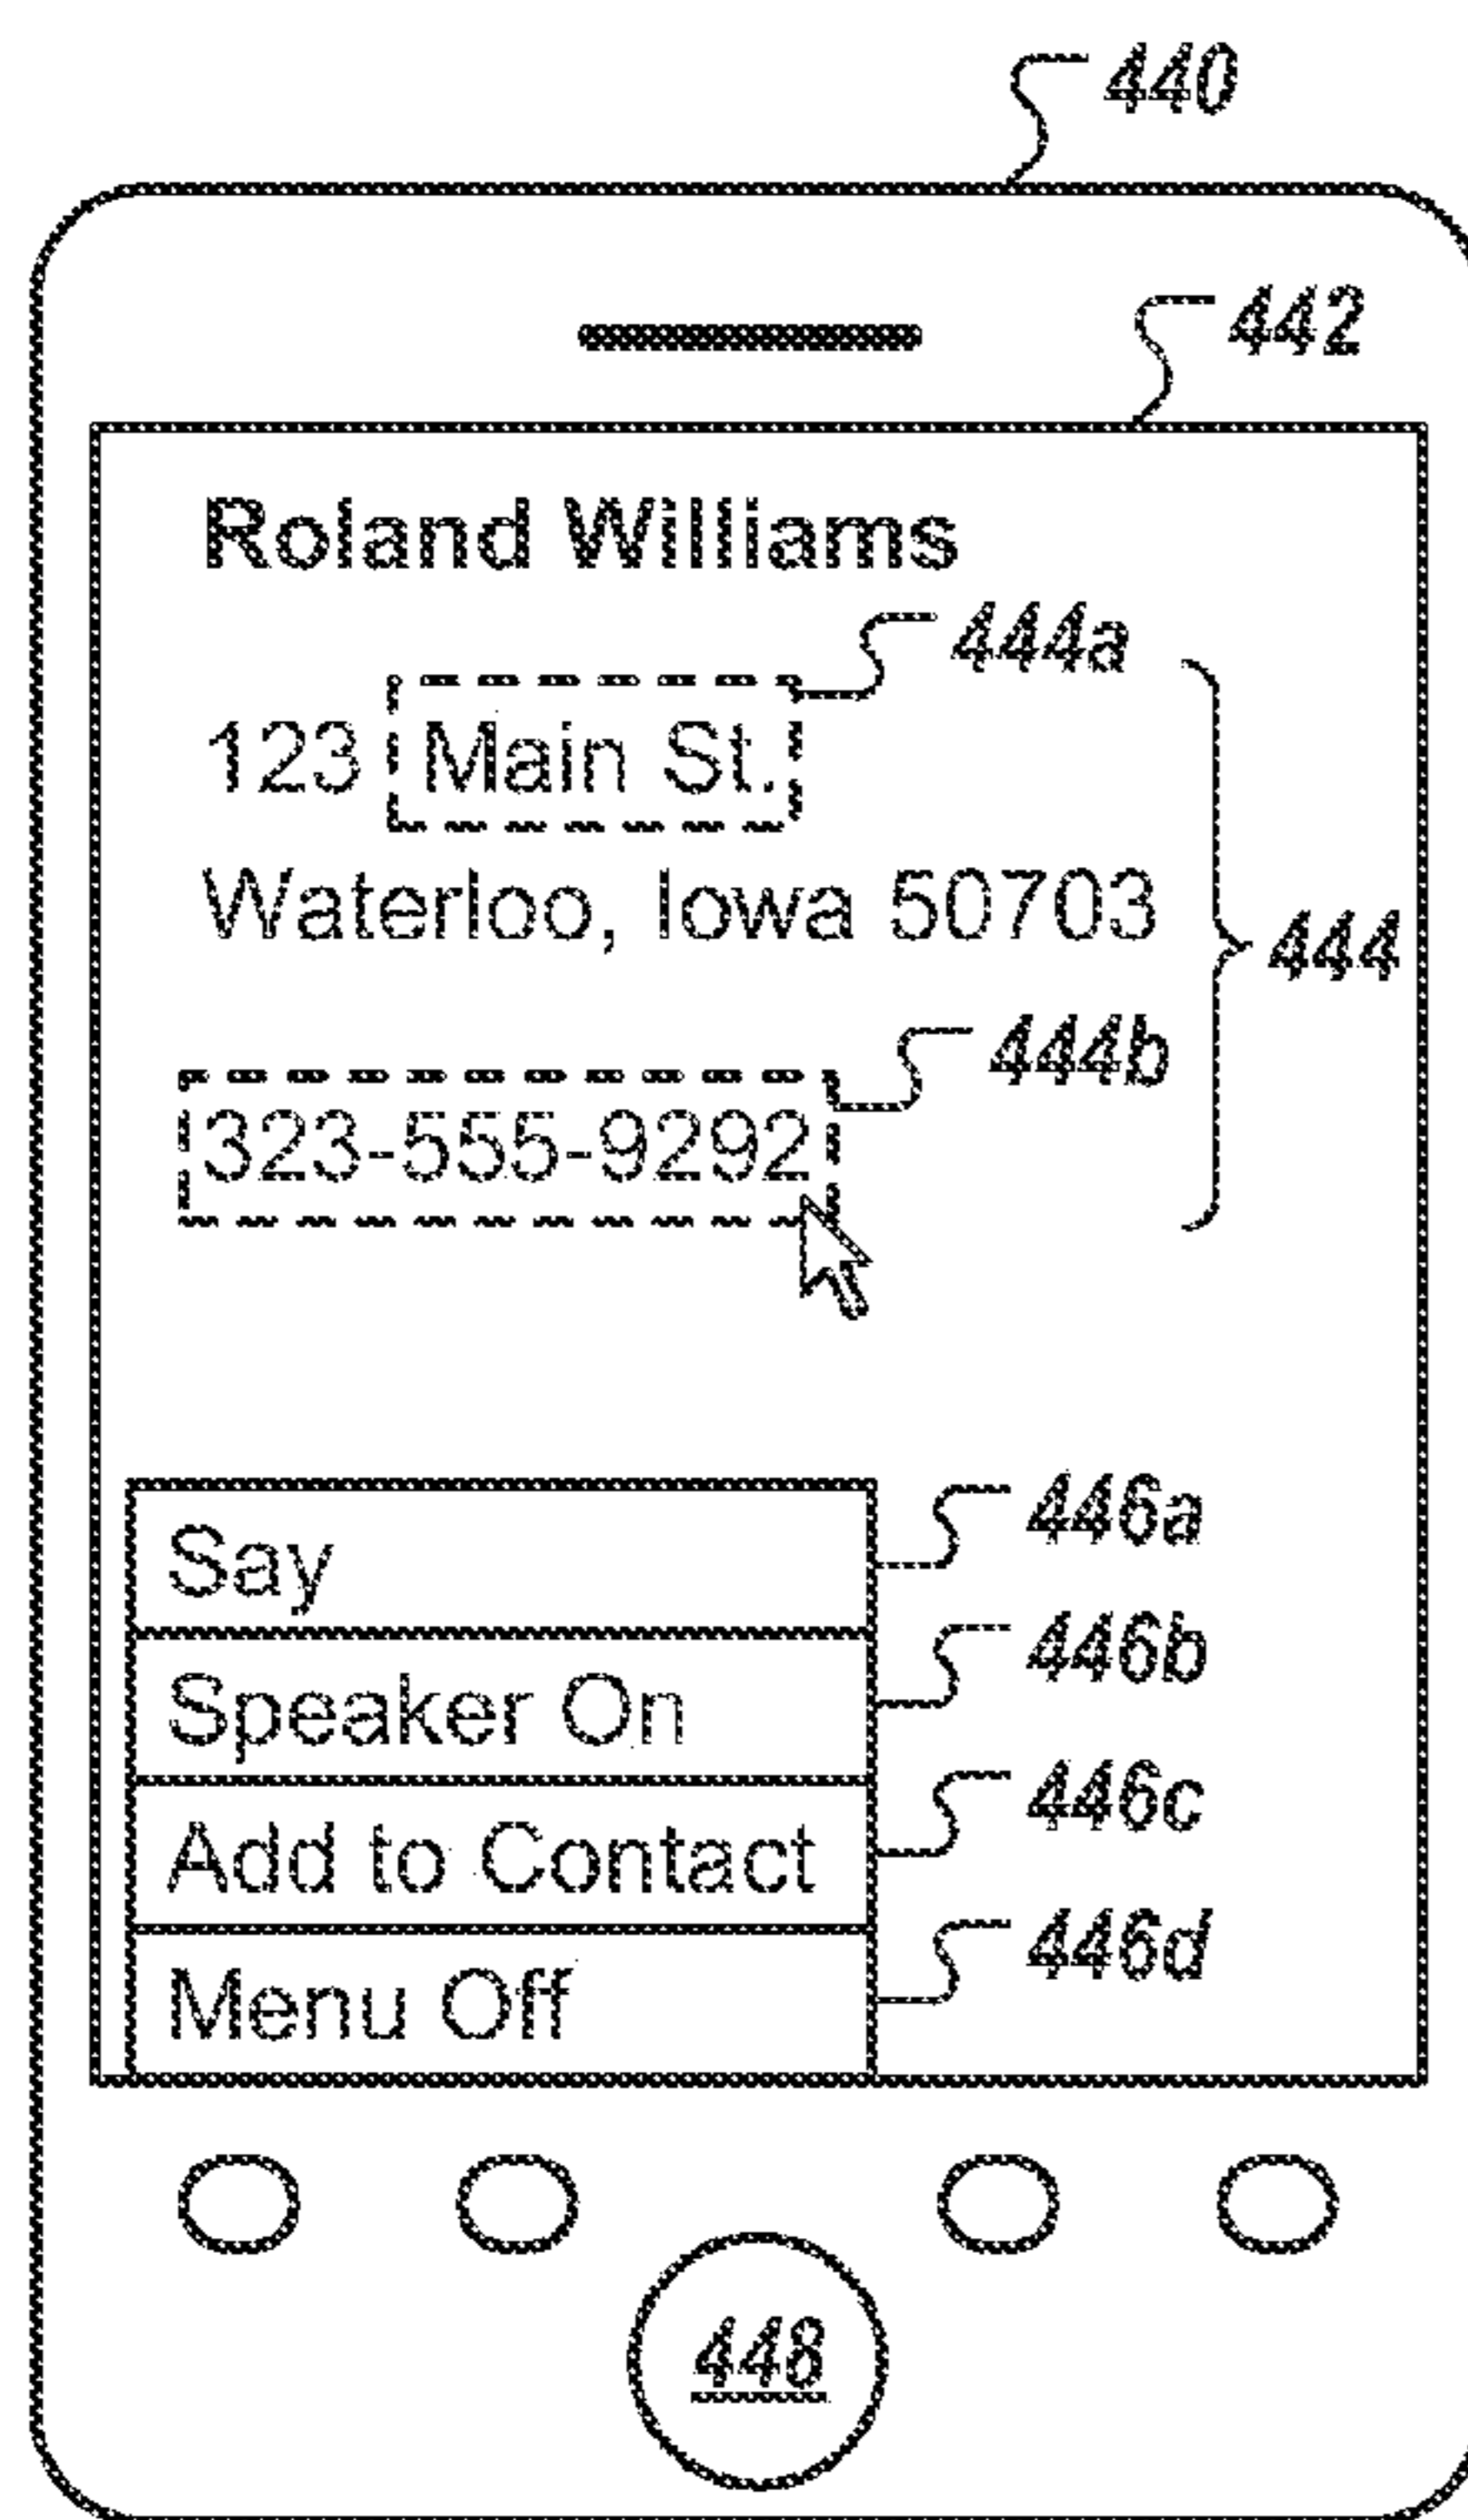 440
442
Roland Williams
444a
123 Main St.
Waterloo, Iowa 50703
444
444b
323-555-9292
Say
446a
Speaker On
446b
Add to Contact
446c
Menu Off
446d
448